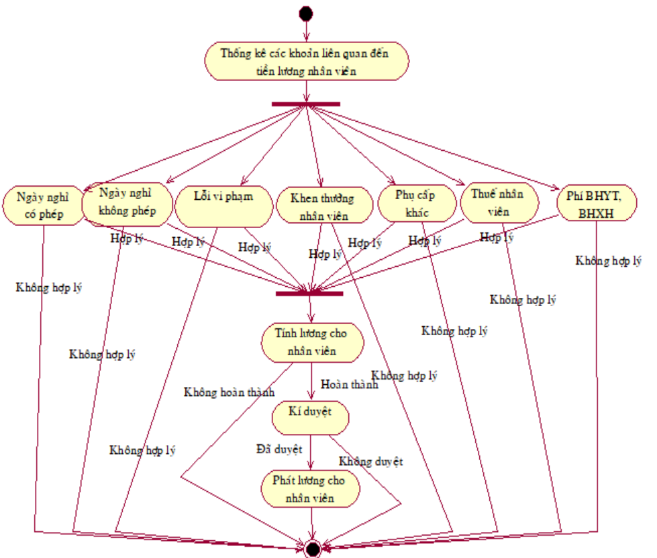 Thống kê các khoản liên quan đến
tiền lương nhân viên
Ngày nghỉ
có phép
Ngày nghỉ
không phép
Lỗi vi phạm
Khen thưởng
nhân viên
Phụ cấp
khác
Thuế nhân
viên
Phí BHYT,
BHXH
Hợp lý
Hợp lý
Hợp lý
Hợp lý
Hợp lý
Hợp lý
Không hợp lý
Không hợp lý
Không hợp lý
Tính lương cho
nhân viên
Không hợp lý
Không hợp lý
Không hợp lý
Không hoàn thành
Hoàn thành
Kí duyệt
Không hợp lý
Đã duyệt
Không duyệt
Phát lương cho
nhân viên